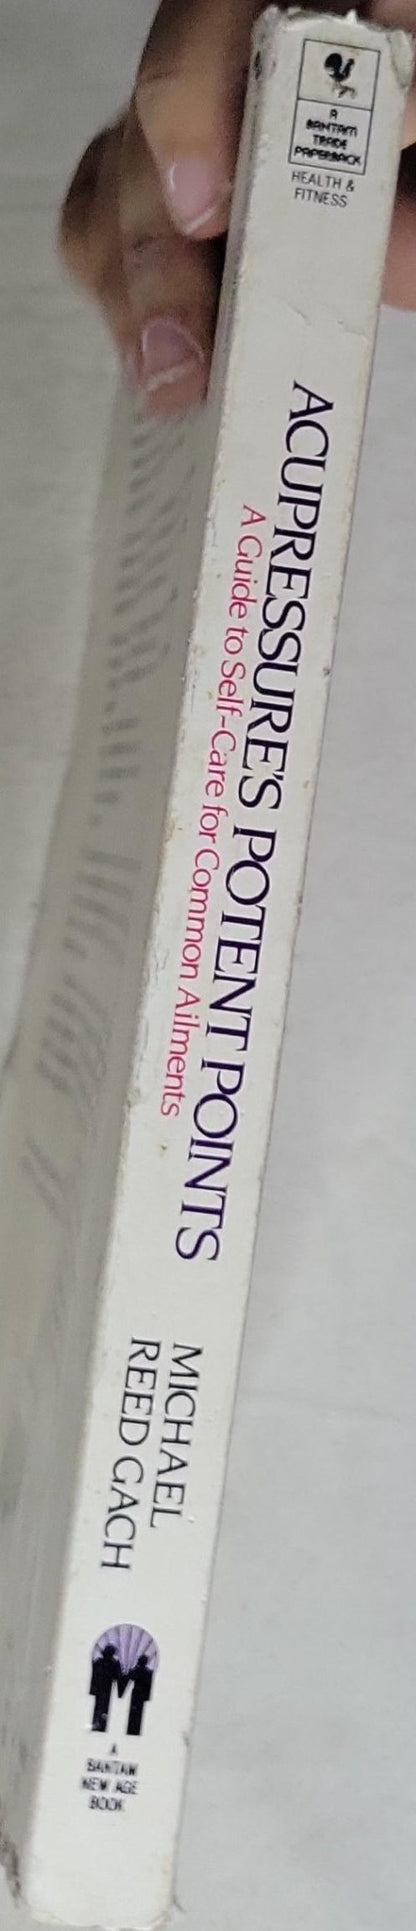 A
BANTAM
TRADE
PAPERBACK
HEALTH &
FITNESS
ACUPRESSURE'S POTENT POINTS
A Guide to Self-Care for Common Ailments
MICHAEL
REED GACH
A
BANTAM
NEW AGE
BOOK